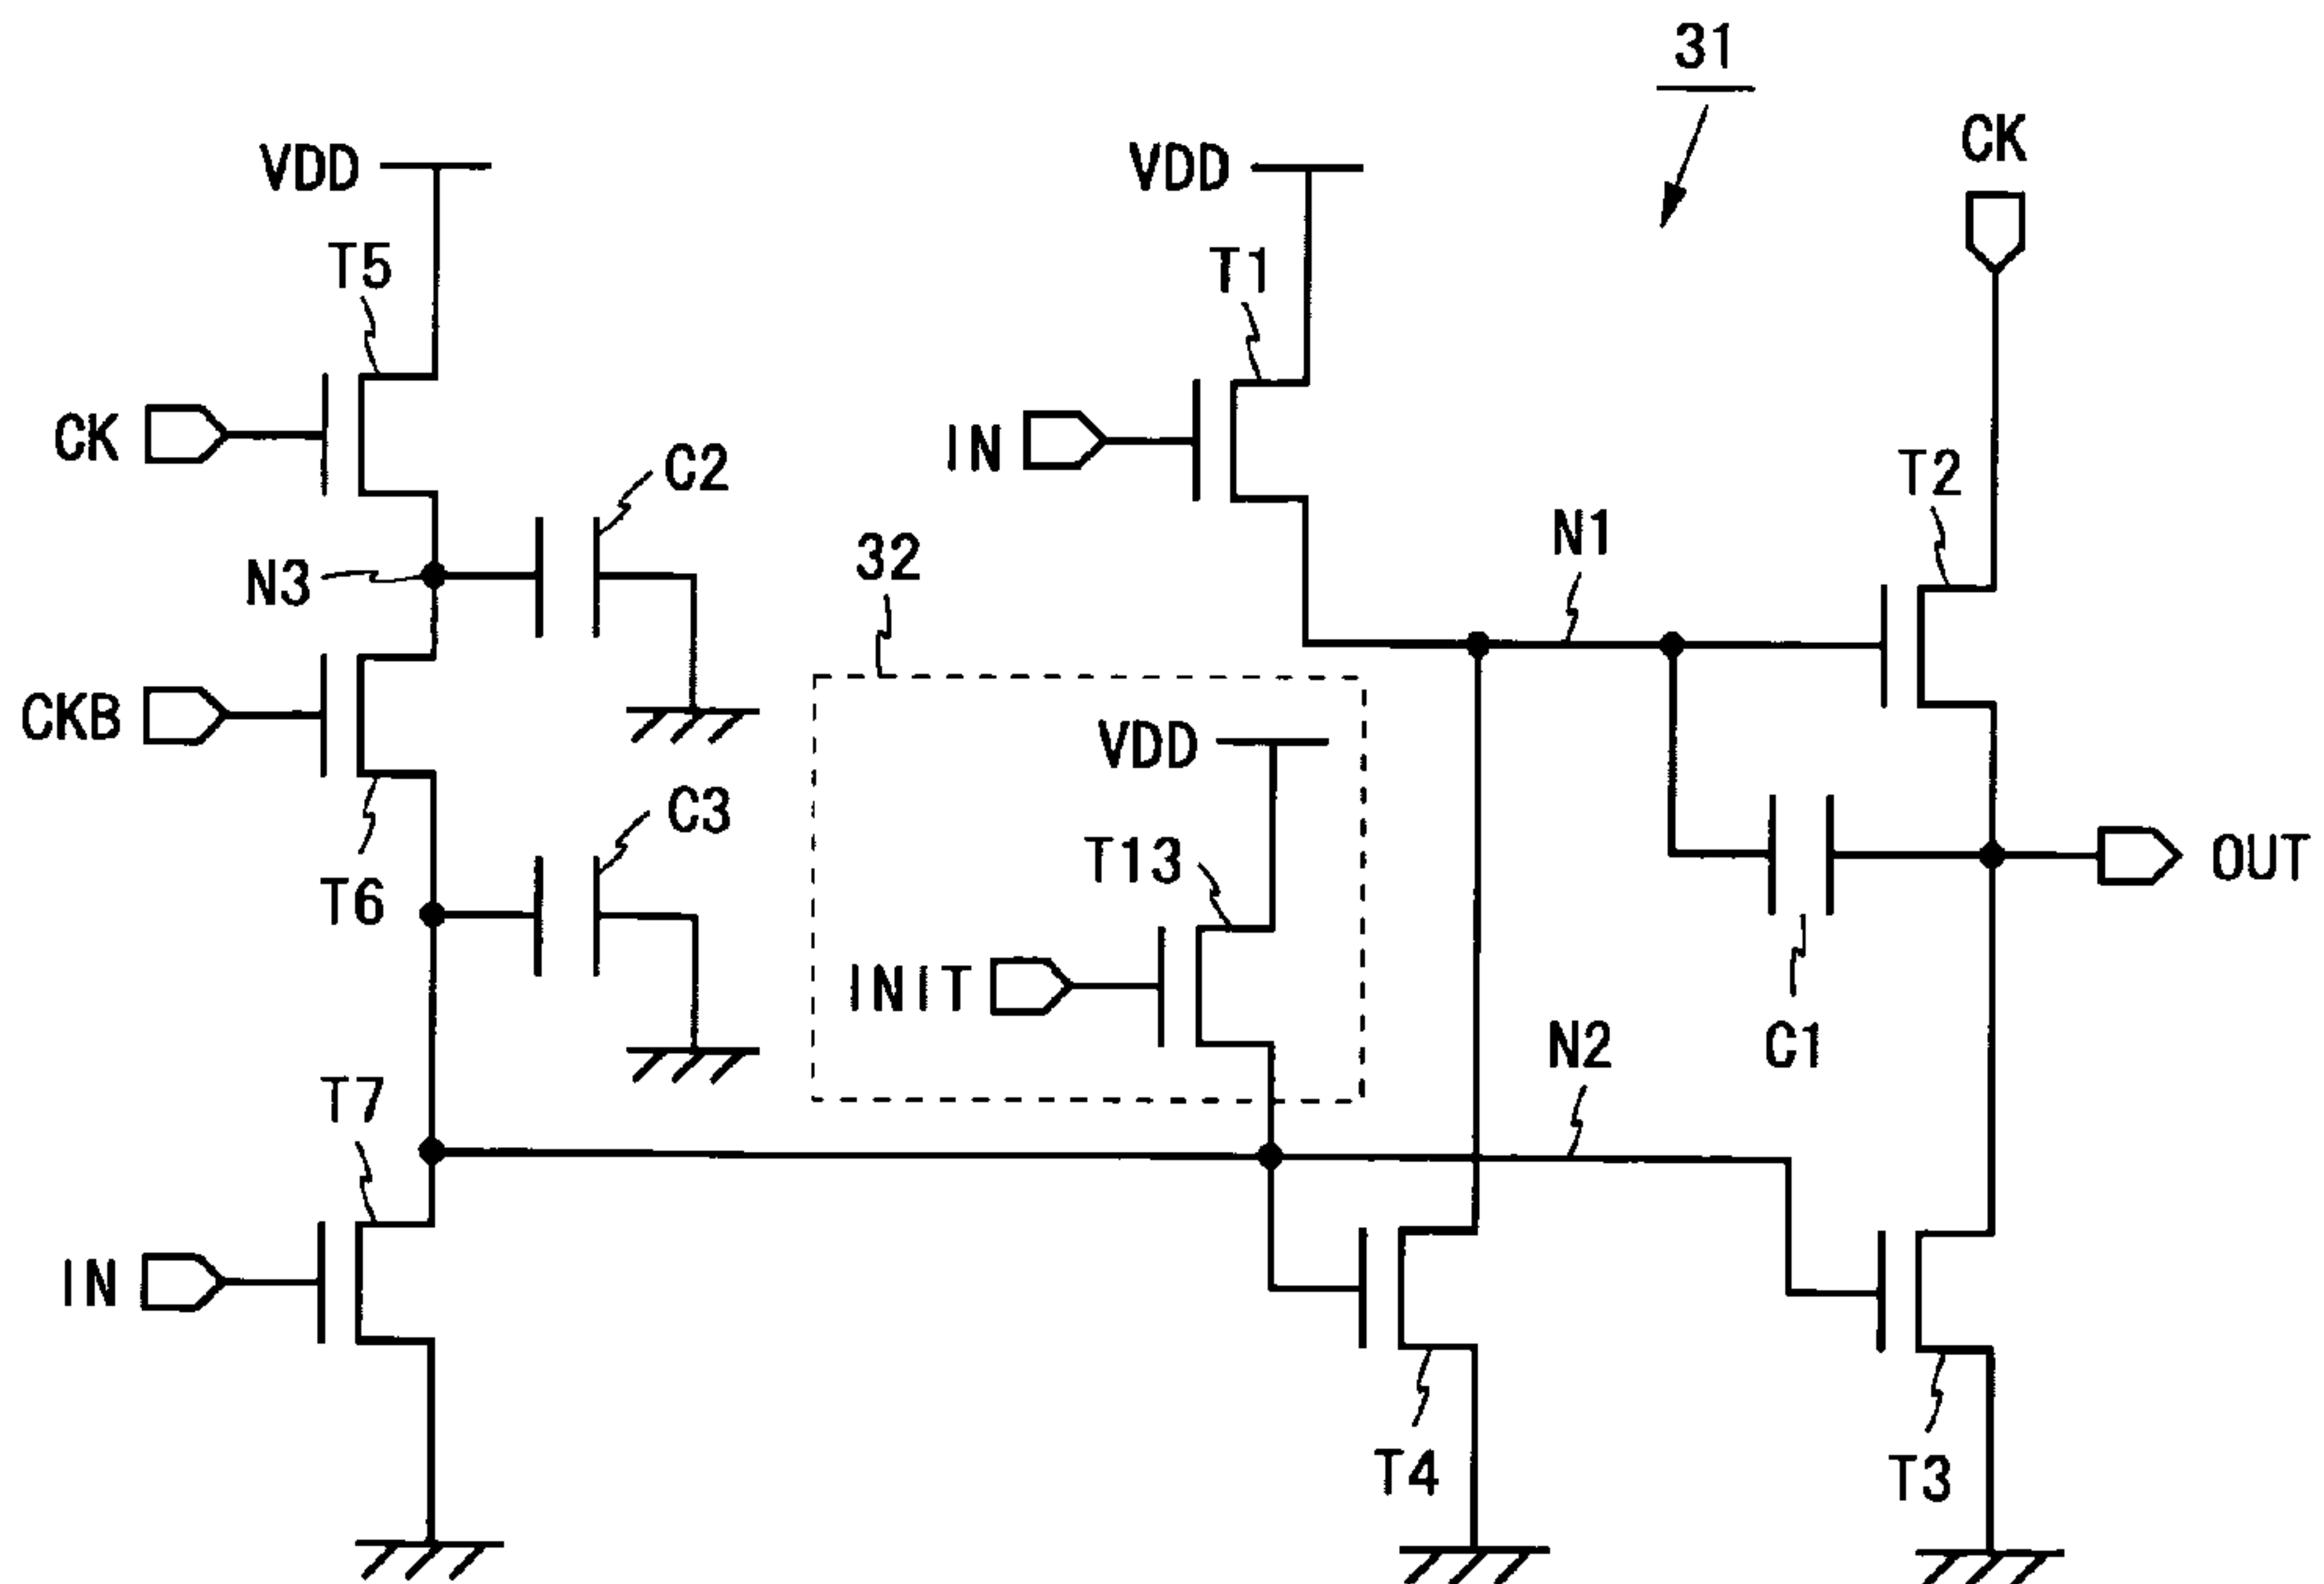 31
CK
VDD
VDD
T5
T1
CK
C2
IN
T2
N3
32
N1
CKB
VDD
C3
T13
OUT
T6
INIT
N2
C1
T7
IN
T4
T3